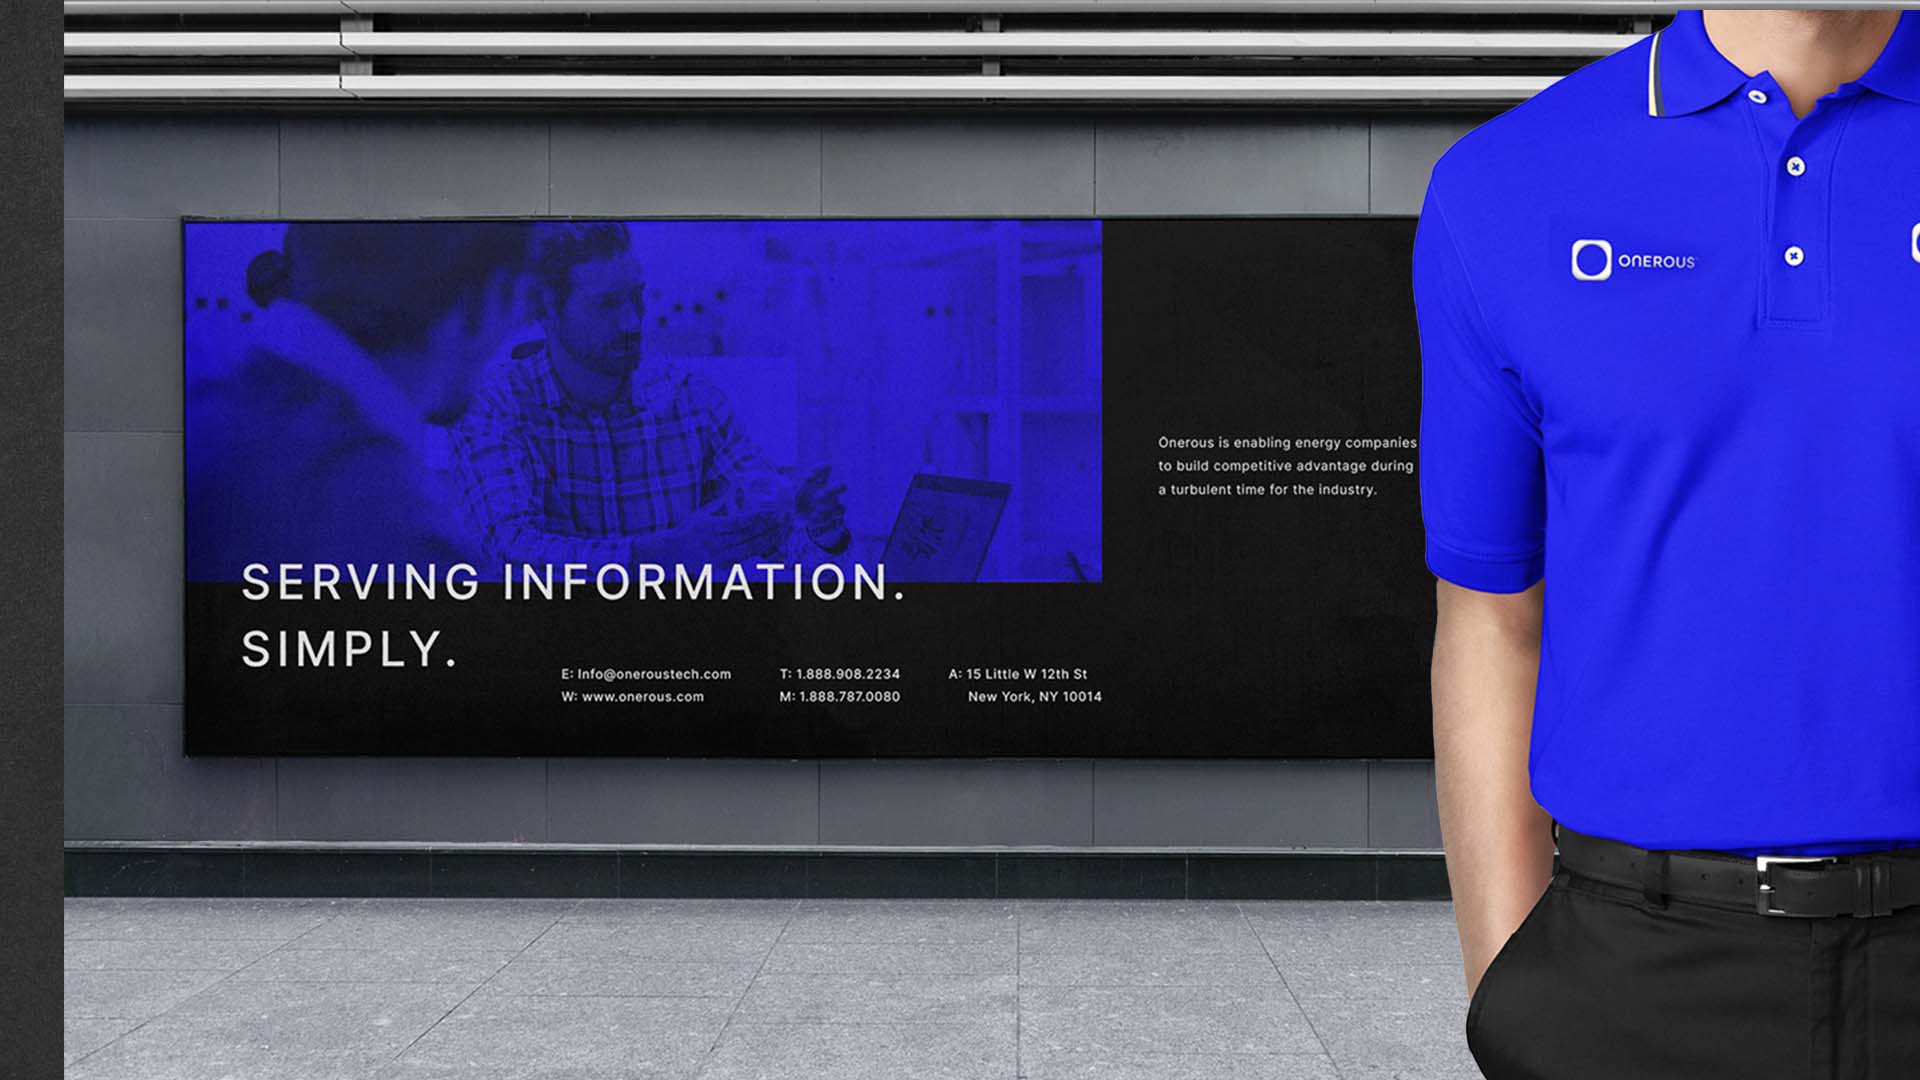 SERVING INFORMATION.
SIMPLY.
E: Info@oneroustech.com
W: www.onerous.com
T: 1.888.908.2234
M: 1.888.787.0080
A: 15 Little W 12th St
New York, NY 10014
Onerous is enabling energy companies
to build competitive advantage during
a turbulent time for the industry.
ONEROUS